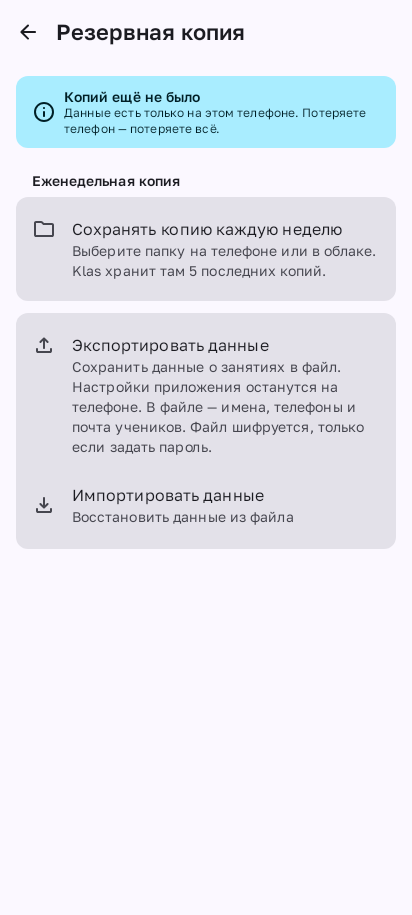 Резервная копия
Копий ещё не было
Данные есть только на этом телефоне. Потеряете
телефон — потеряете всё.
Еженедельная копия
Сохранять копию каждую неделю
Выберите папку на телефоне или в облаке.
Klas хранит там 5 последних копий.
Экспортировать данные
Сохранить данные о занятиях в файл.
Настройки приложения останутся на
телефоне. В файле — имена, телефоны и
почта учеников. Файл шифруется, только
если задать пароль.
Импортировать данные
Восстановить данные из файла